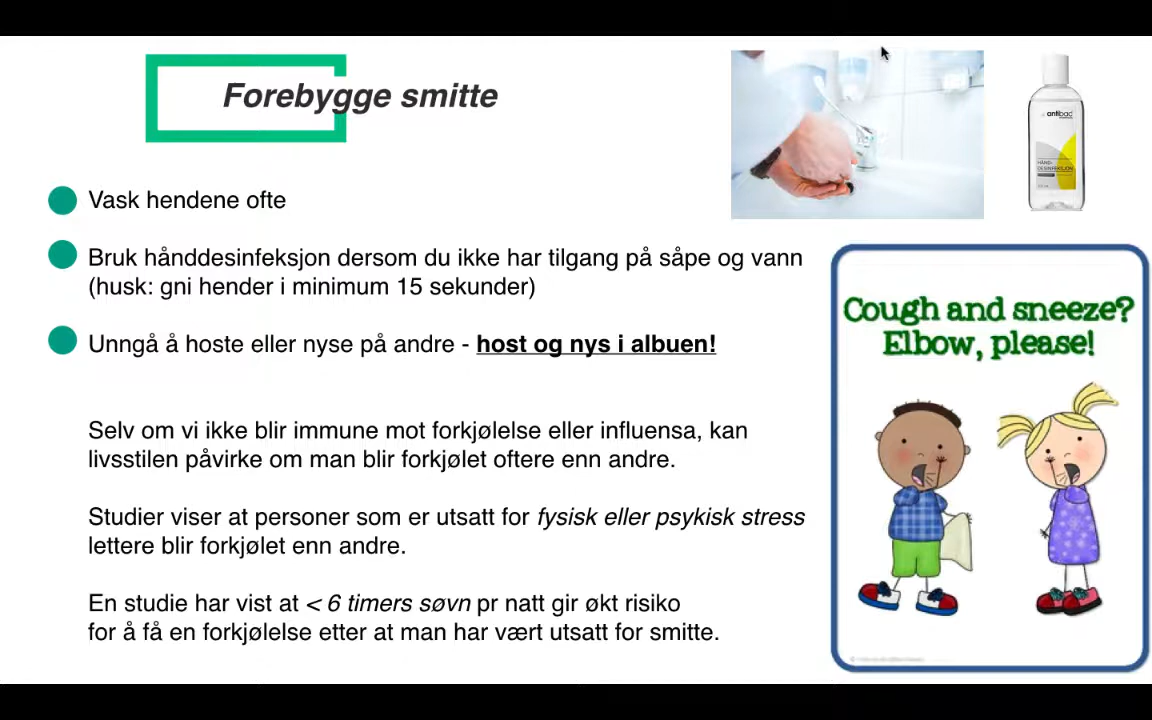 Forebygge smitte
Vask hendene ofte
Bruk hånddesinfeksjon dersom du ikke har tilgang på såpe og vann
(husk: gni hender i minimum 15 sekunder)
Unngå å hoste eller nyse på andre - host og nys i albuen!
Selv om vi ikke blir immune mot forkjølelse eller influensa, kan
livsstilen påvirke om man blir forkjølet oftere enn andre.
Studier viser at personer som er utsatt for fysisk eller psykisk stress
lettere blir forkjølet enn andre.
En studie har vist at < 6 timers søvn pr natt gir økt risiko
for å få en forkjølelse etter at man har vært utsatt for smitte.
antibac
HÅND-
DESINFEKSJON
Cough and sneeze?
Elbow, please!